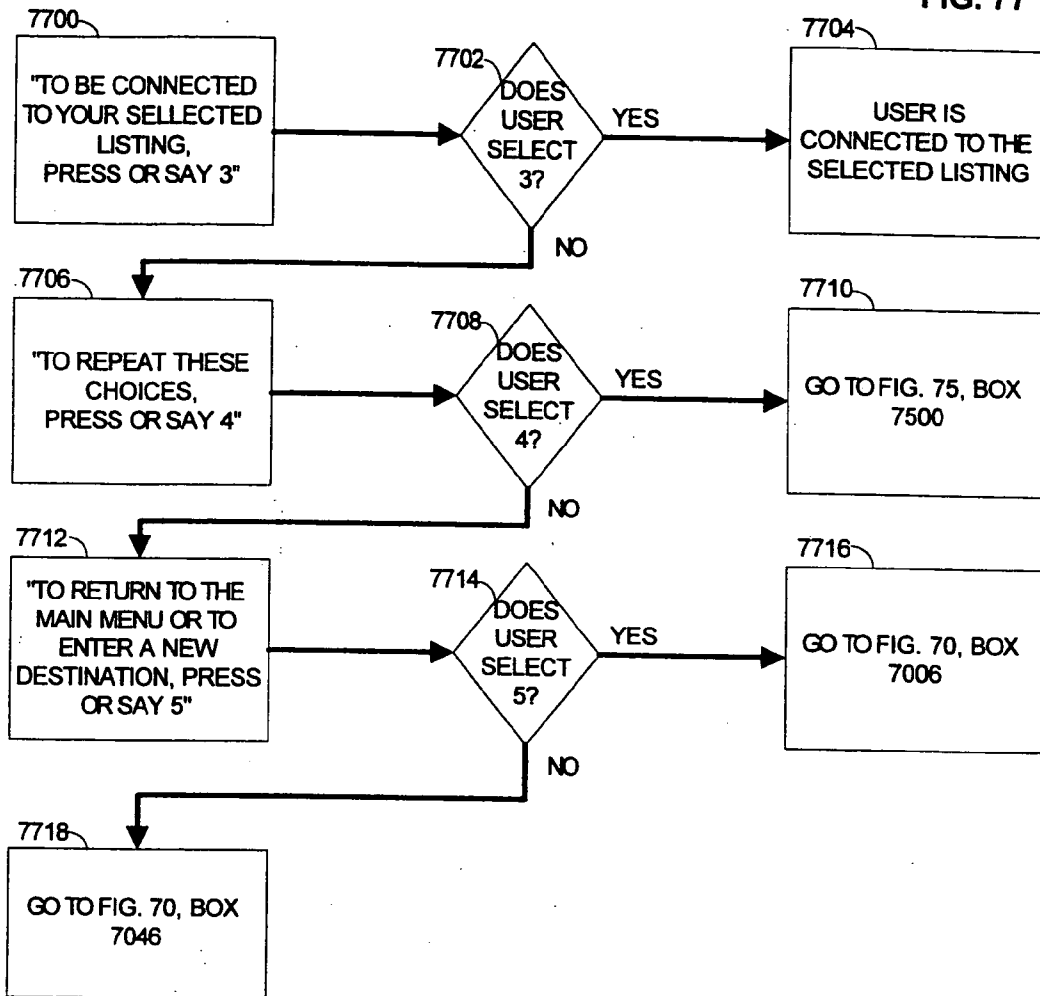 FIG. 77
7700
"TO BE CONNECTED
TO YOUR SELLECTED
LISTING,
PRESS OR SAY 3"
7702
DOES
USER
SELECT
3?
YES
7704
USER IS
CONNECTED TO THE
SELECTED LISTING
NO
7706
"TO REPEAT THESE
CHOICES,
PRESS OR SAY 4"
7708
DOES
USER
SELECT
4?
YES
7710
GO TO FIG. 75, BOX
7500
NO
7712
"TO RETURN TO THE
MAIN MENU OR TO
ENTER A NEW
DESTINATION, PRESS
OR SAY 5"
7714
DOES
USER
SELECT
5?
YES
7716
GO TO FIG. 70, BOX
7006
NO
7718
GO TO FIG. 70, BOX
7046